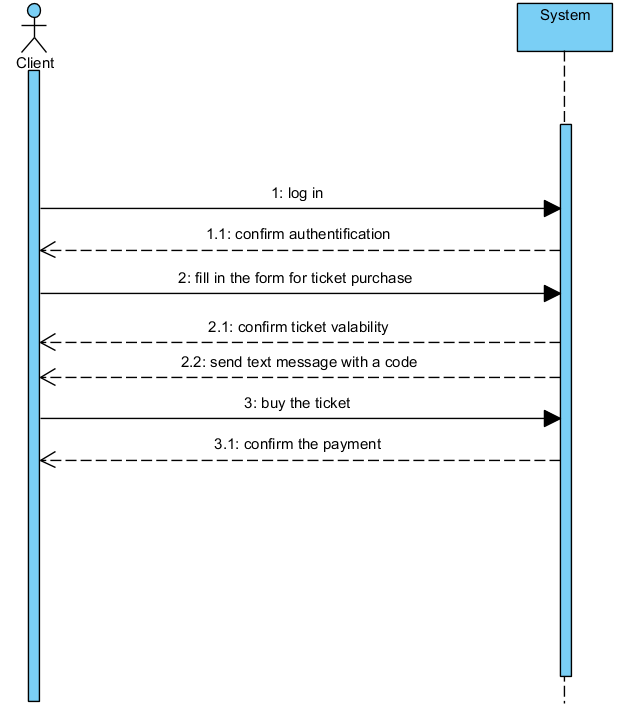 System
Client
1: log in
1.1: confirm authentification
2: fill in the form for ticket purchase
2.1: confirm ticket valability
2.2: send text message with a code
3: buy the ticket
3.1: confirm the payment